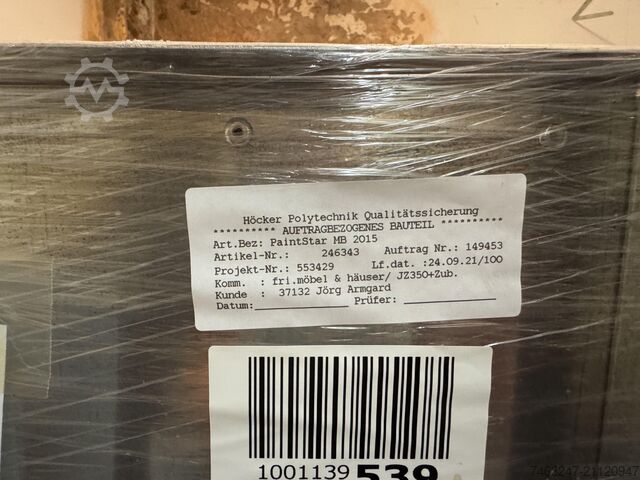 Höcker Polytechnik Qualitätssicherung
********** AUFTRAGBEZOGENES BAUTEIL **********
Art.Bez: PaintStar MB 2015
Artikel-Nr.: 246343 Auftrag Nr.: 149453
Projekt-Nr.: 553429 Lf.dat. :24.09.21/100
Komm. : fri.möbel & häuser/ JZ350+Zub.
Kunde : 37132 Jörg Armgard
Datum:____________ Prüfer:____________
1001139 539
7463247-21120947